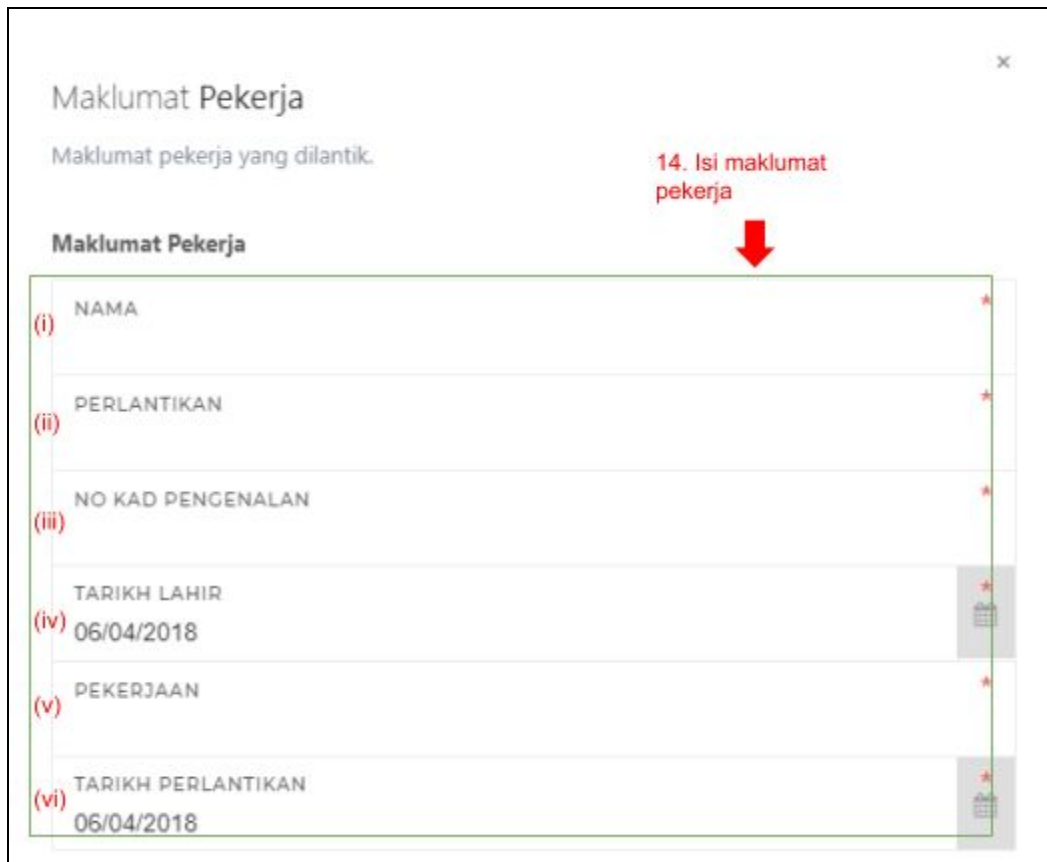 ×
Maklumat Pekerja
Maklumat pekerja yang dilantik.
14. Isi maklumat
pekerja
Maklumat Pekerja
(i) NAMA *
(ii) PERLANTIKAN *
(iii) NO KAD PENGENALAN *
(iv) TARIKH LAHIR *
06/04/2018
(v) PEKERJAAN *
(vi) TARIKH PERLANTIKAN *
06/04/2018